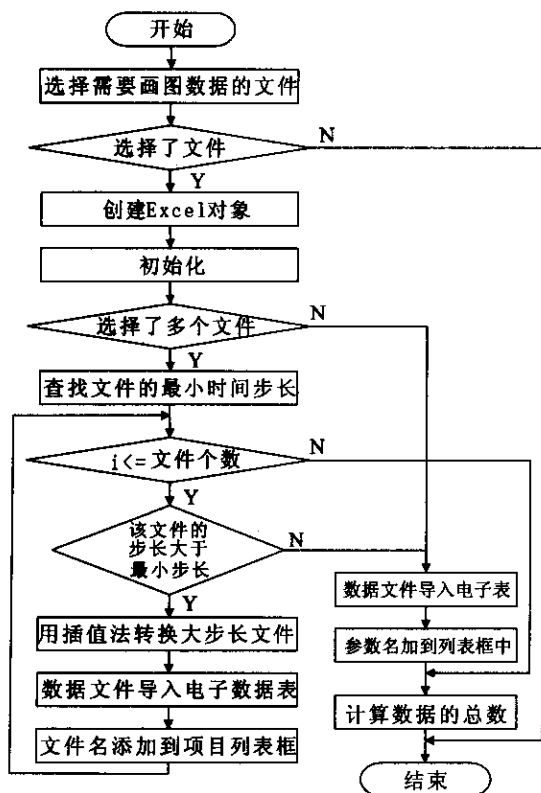 开始
选择需要画图数据的文件
选择了文件
N
Y
创建Excel对象
初始化
选择了多个文件
N
Y
查找文件的最小时间步长
i<=文件个数
N
Y
该文件的
步长大于
最小步长
N
Y
用插值法转换大步长文件
数据文件导入电子数据表
文件名添加到项目列表框
数据文件导入电子表
参数名加到列表框中
计算数据的总数
结束